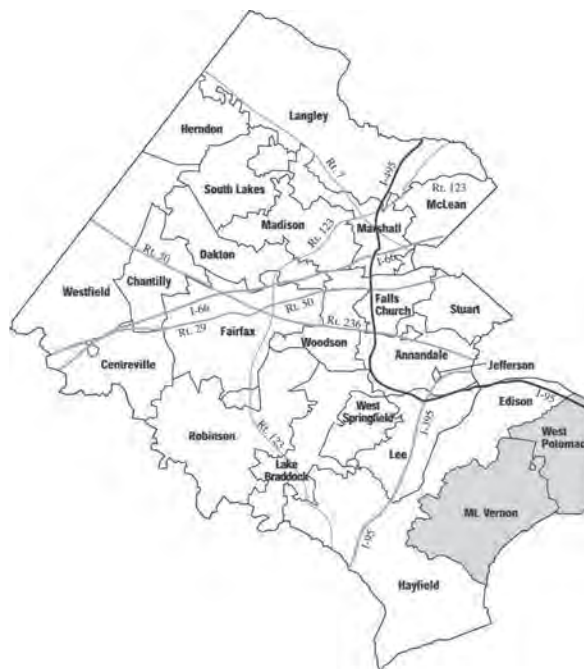 Langley
Herndon
Rt. 7
I-495
South Lakes
Rt. 123
McLean
Madison
Rt. 123
Marshall
Oakton
Rt. 50
I-66
Chantilly
Westfield
I-66
Rt. 50
Falls
Church
Stuart
Rt. 29
Fairfax
Rt. 236
Woodson
Annandale
Centreville
Jefferson
Edison
I-95
West
Springfield
I-395
West
Potomac
Robinson
Rt. 123
Lee
Lake
Braddock
Mt. Vernon
I-95
Hayfield